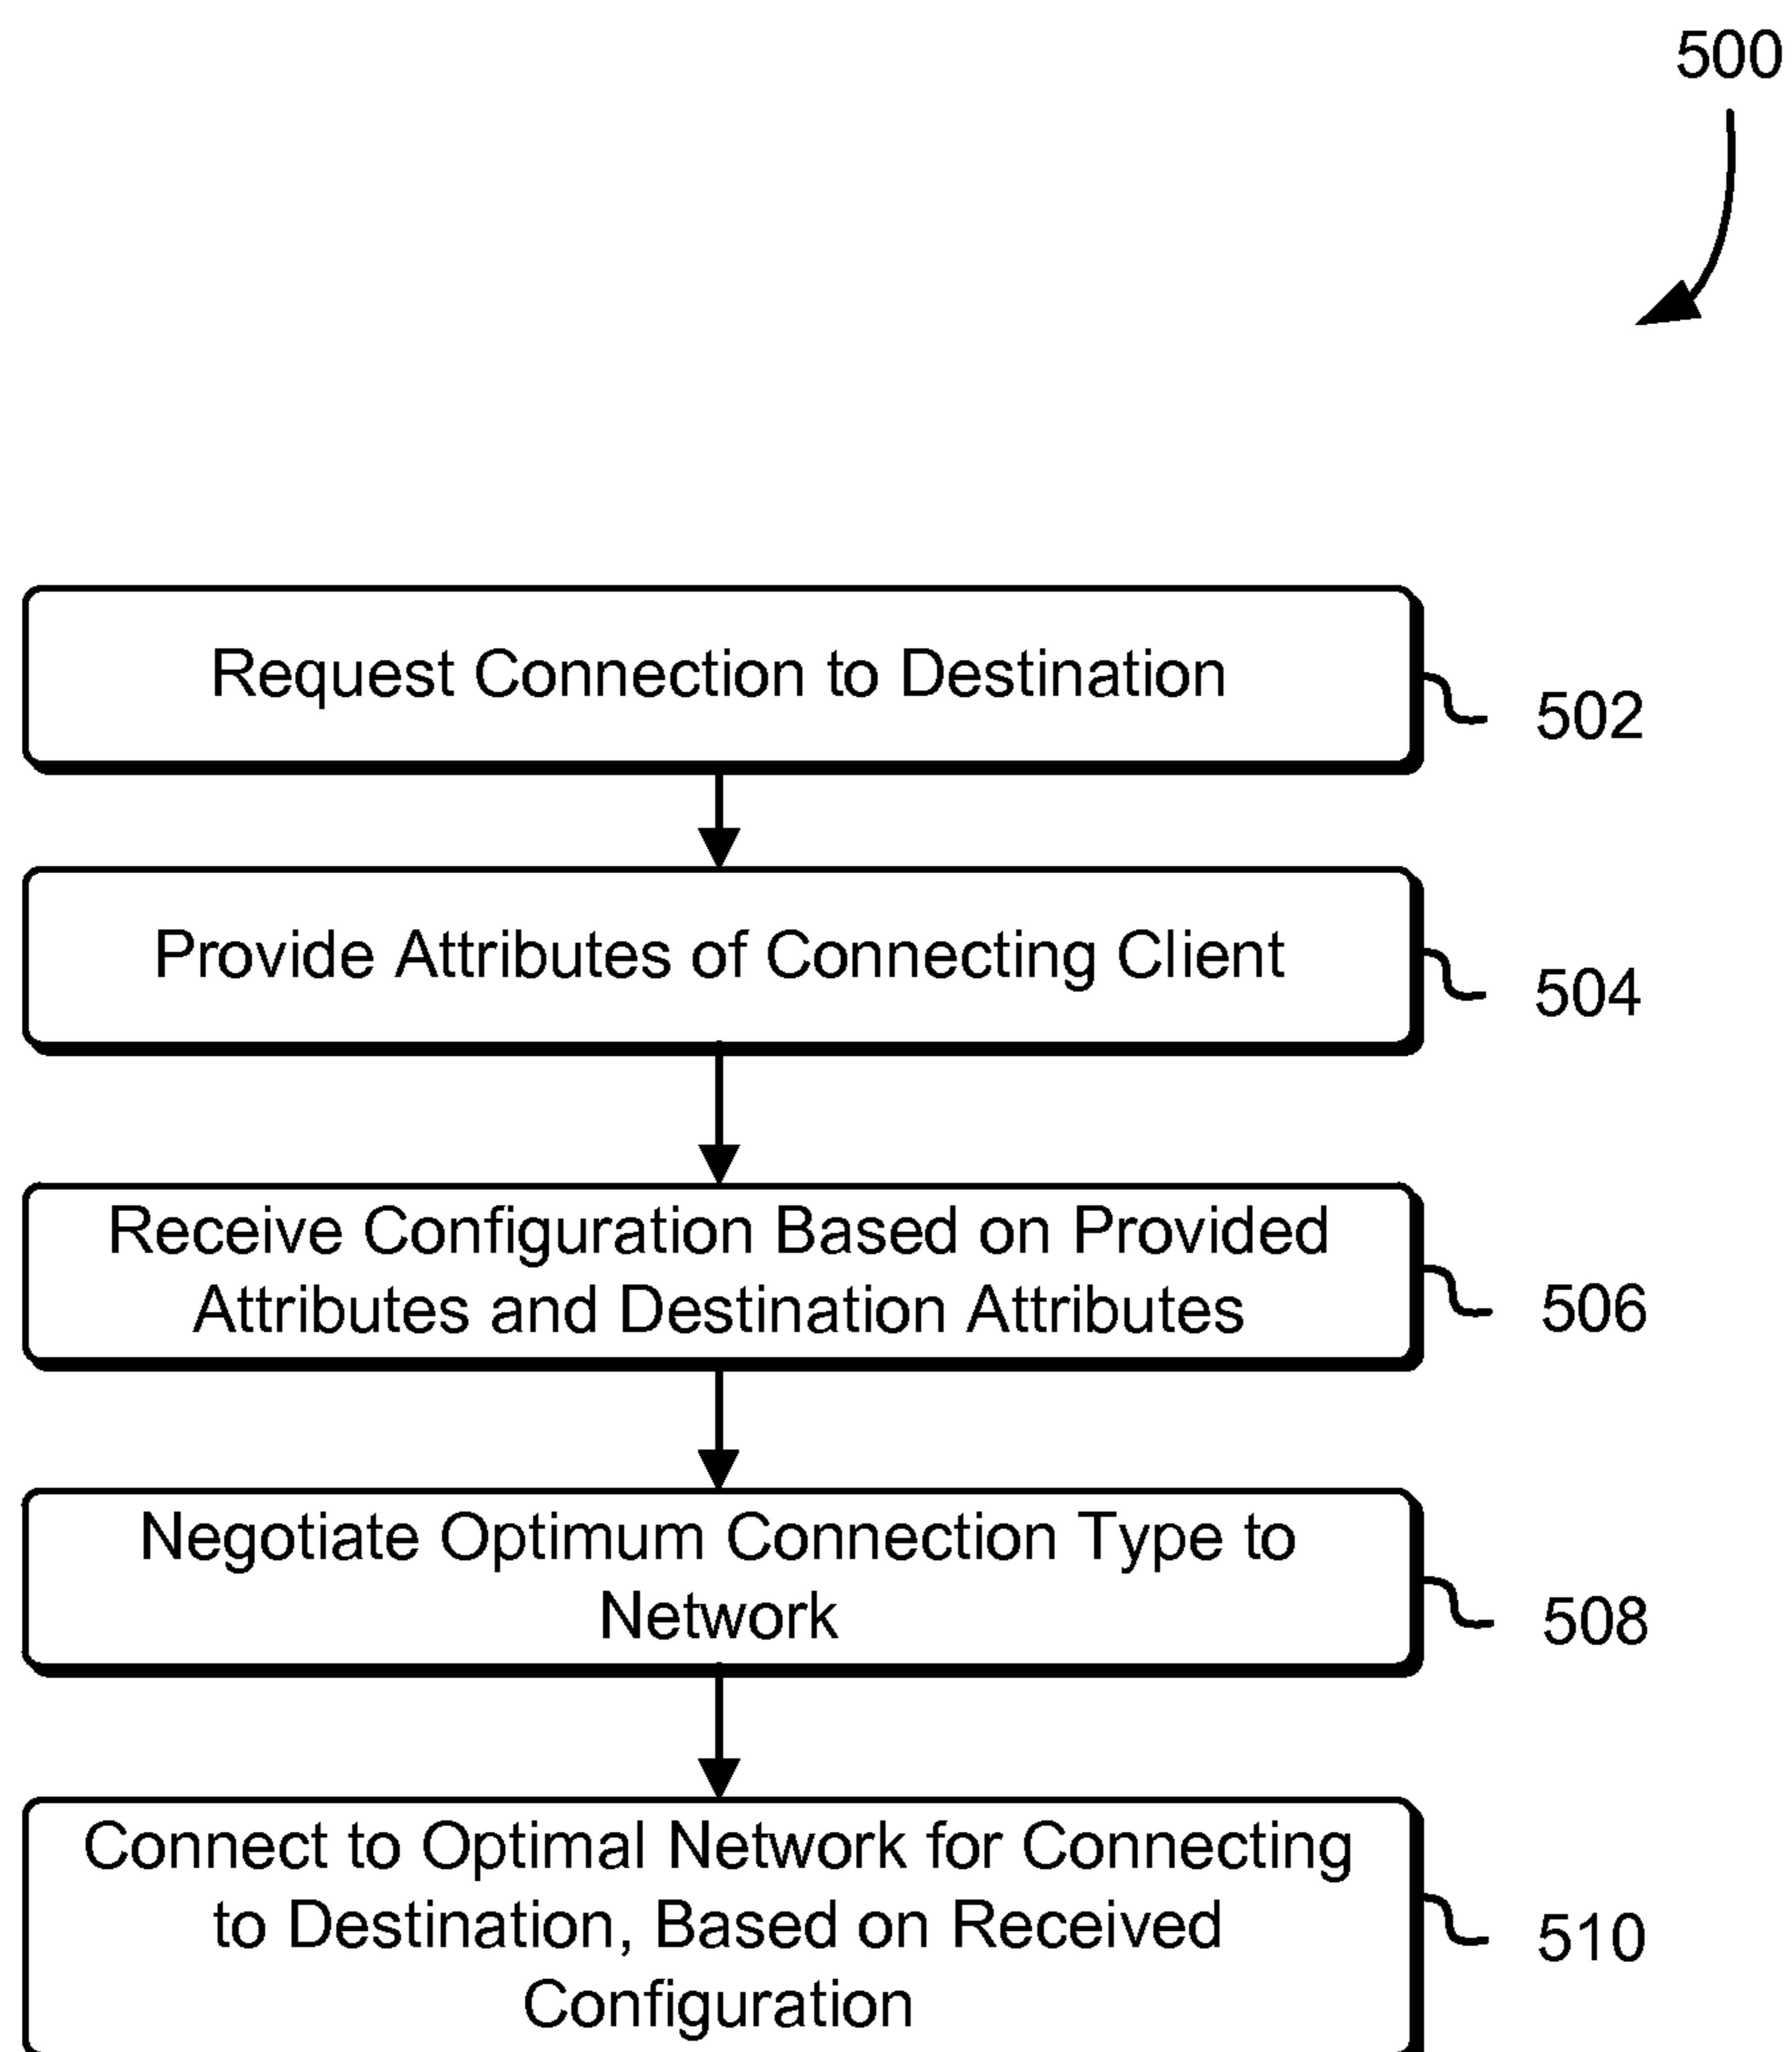 500
Request Connection to Destination
502
Provide Attributes of Connecting Client
504
Receive Configuration Based on Provided
Attributes and Destination Attributes
506
Negotiate Optimum Connection Type to
Network
508
Connect to Optimal Network for Connecting
to Destination, Based on Received
Configuration
510